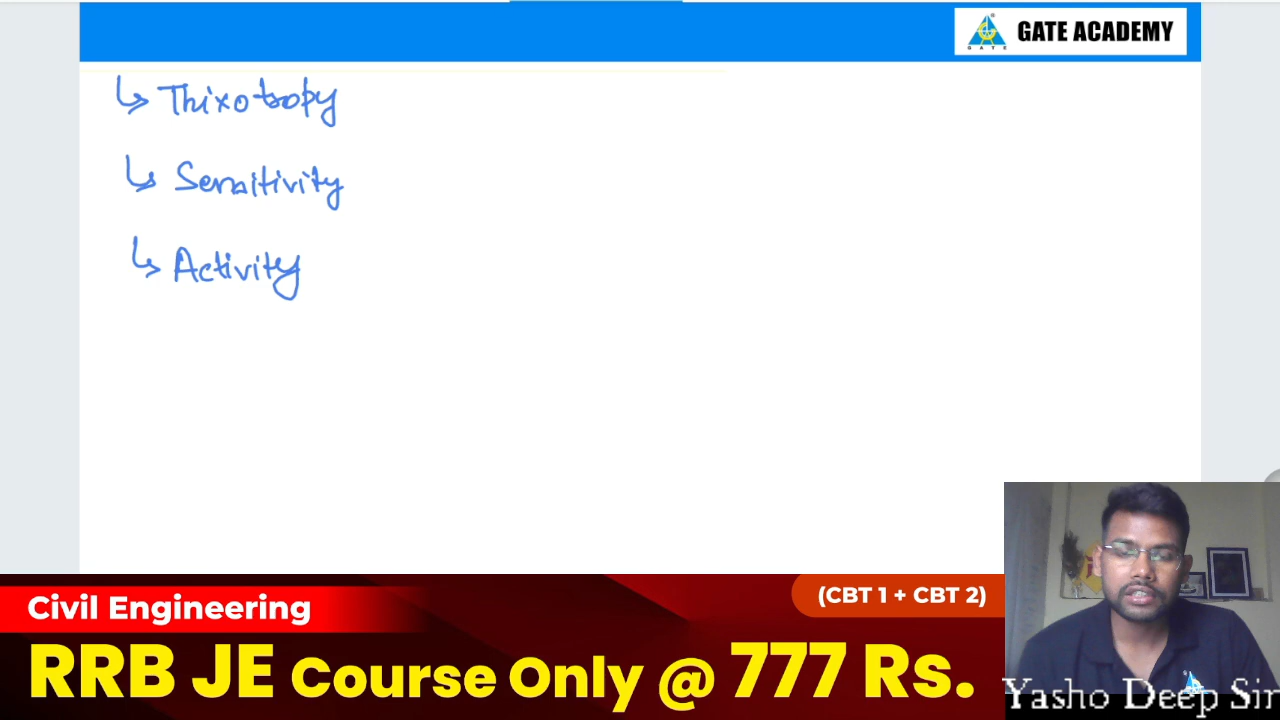 GATE ACADEMY
GATE
↳ Thixotropy
↳ Sensitivity
↳ Activity
Civil Engineering
(CBT 1 + CBT 2)
RRB JE Course Only @ 777 Rs.
Yasho Deep Sir